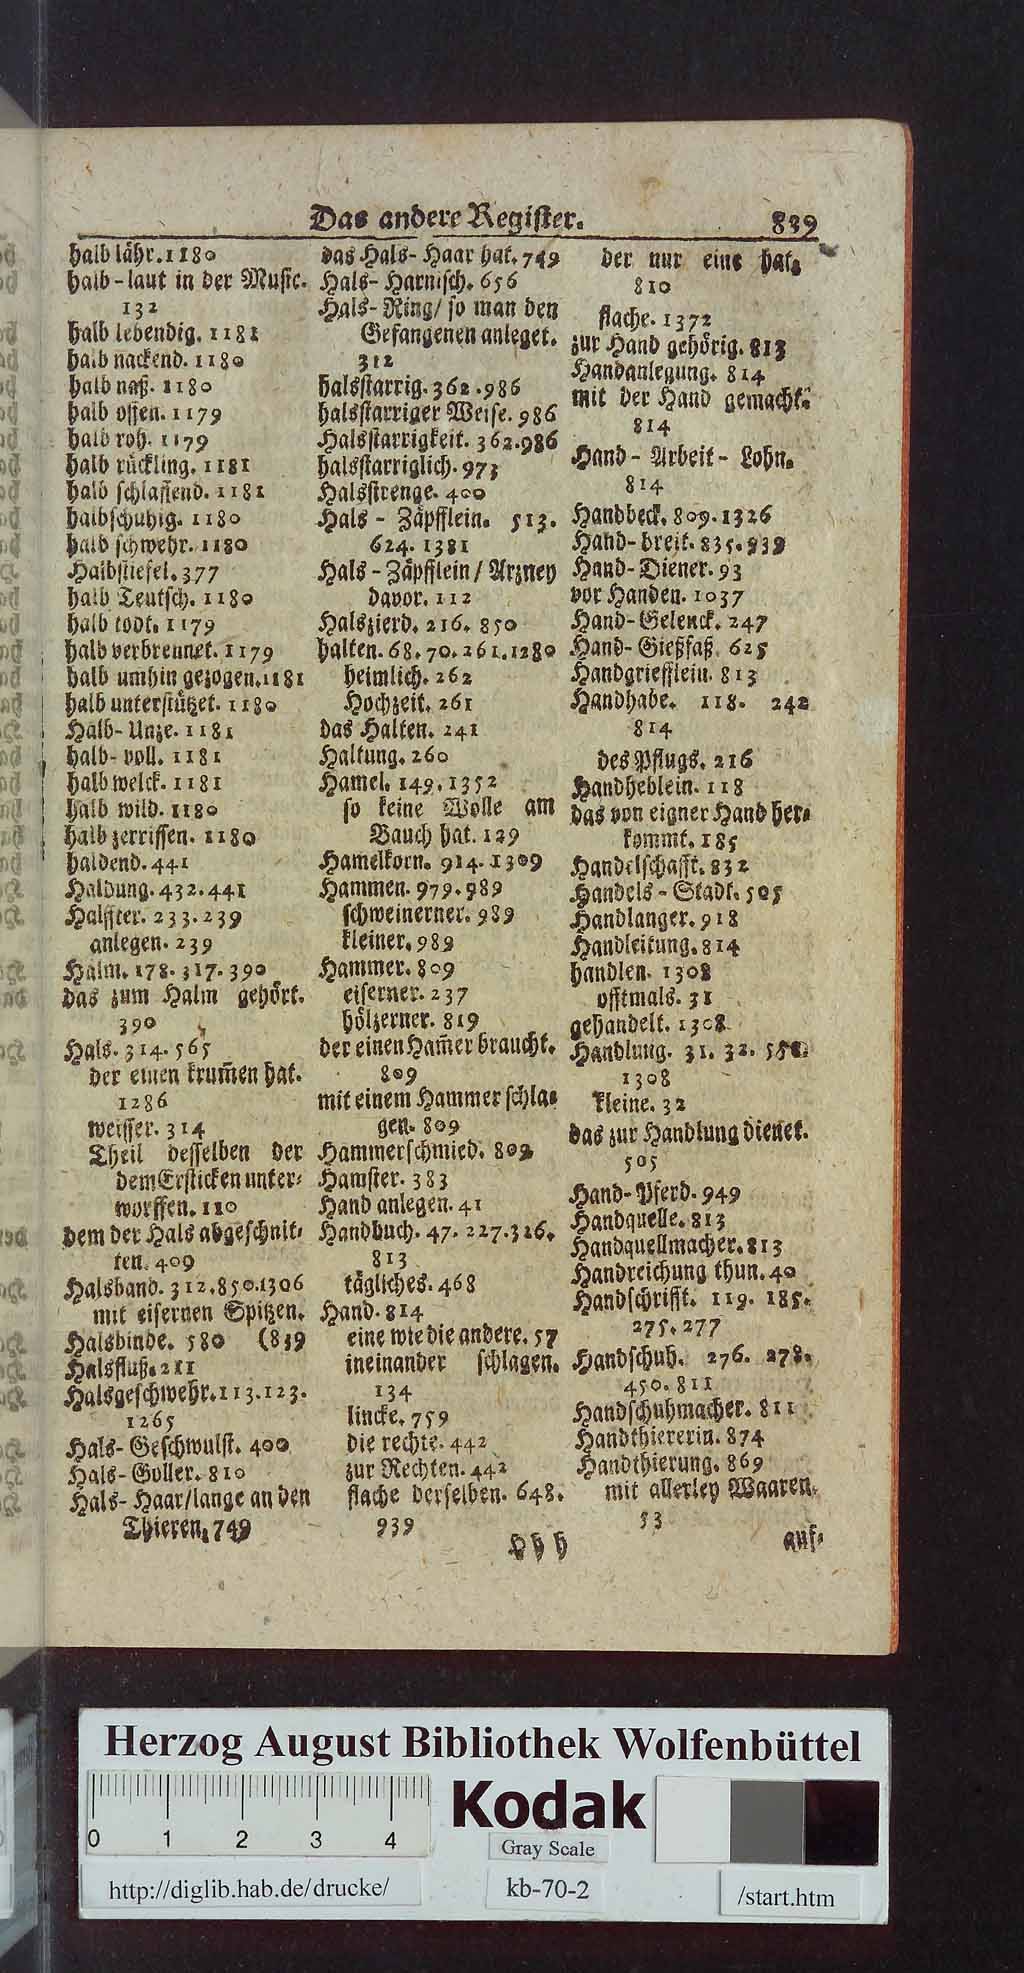 Das andere Register. 839
halb lähr. 1180
halb-laut in der Music.
132
halb lebendig. 1181
halb nackend. 1180
halb naß. 1180
halb offen. 1179
halb roh. 1179
halb rückling. 1181
halb schlaffend. 1181
halbschuhig. 1180
halb schwehr. 1180
Halbstiefel. 377
halb Teutsch. 1180
halb todt. 1179
halb verbrennet. 1179
halb umhin gezogen. 1181
halb unterstützet. 1180
Halb-Unze. 1181
halb-voll. 1181
halb welck. 1181
halb wild. 1180
halb zerrissen. 1180
haldend. 441
Haldung. 432. 441
Halffter. 233. 239
anlegen. 239
Halm. 178. 317. 390
das zum Halm gehört.
390
Hals. 314. 565
der einen krum̃en hat.
1286
weisser. 314
Theil desselben der
dem Ersticken unter-
worffen. 110
dem der Hals abgeschnit-
ten. 409
Halsband. 312. 850. 1306
mit eisernen Spitzen.
Halsbinde. 580 (839
Halsfluß. 211
Halsgeschwehr. 113. 123.
1265
Hals-Geschwulst. 400
Hals-Goller. 810
Hals-Haar/lange an den
Thieren. 749
das Hals-Haar hat. 749
Hals-Harnisch. 656
Hals-Ring/ so man den
Gefangenen anleget.
312
halsstarrig. 362. 986
halsstarriger Weise. 986
Halsstarrigkeit. 362. 986
halsstarriglich. 973
Halsstrenge. 400
Hals-Zäpfflein. 513.
624. 1381
Hals-Zäpfflein/ Arzney
davor. 112
Halszierd. 216. 850
halten. 68. 70. 261. 1280
heimlich. 262
Hochzeit. 261
das Halten. 241
Haltung. 260
Hamel. 149. 1352
so keine Wolle am
Bauch hat. 129
Hamelkorn. 914. 1309
Hammen. 979. 989
schweinerner. 989
kleiner. 989
Hammer. 809
eiserner. 237
hölzerner. 819
der einen Ham̃er braucht.
809
mit einem Hammer schla-
gen. 809
Hammerschmied. 809
Hamster. 383
Hand anlegen. 41
Handbuch. 47. 227. 326.
813
tägliches. 468
Hand. 814
eine wie die andere. 57
ineinander schlagen.
134
lincke. 759
die rechte. 442
zur Rechten. 442
flache derselben. 648.
939
der nur eine hat.
810
flache. 1372
zur Hand gehörig. 813
Handanlegung. 814
mit der Hand gemacht.
814
Hand-Arbeit-Lohn.
814
Handbeck. 809. 1326
Hand-breit. 835. 939
Hand-Diener. 93
vor Handen. 1037
Hand-Gelenck. 247
Hand-Gießfaß. 625
Handgriefflein. 813
Handhabe. 118. 242
814
des Pflugs. 216
Handheblein. 118
das von eigner Hand her-
kommt. 185
Handelschafft. 832
Handels-Stadt. 505
Handlanger. 918
Handleitung. 814
handlen. 1308
offtmals. 31
gehandelt. 1308
Handlung. 31. 32.
1308
kleine. 32
das zur Handlung dienet.
505
Hand-Pferd. 949
Handquelle. 813
Handquellmacher. 813
Handreichung thun. 40
Handschrifft. 119. 185.
275. 277
Handschuh. 276. 278.
450. 811
Handschuhmacher. 811
Handthiererin. 874
Handthierung. 869
mit allerley Waaren.
53
Hhh auf-
Herzog August Bibliothek Wolfenbüttel
0 1 2 3 4
Kodak
Gray Scale
http://diglib.hab.de/drucke/
kb-70-2
/start.htm